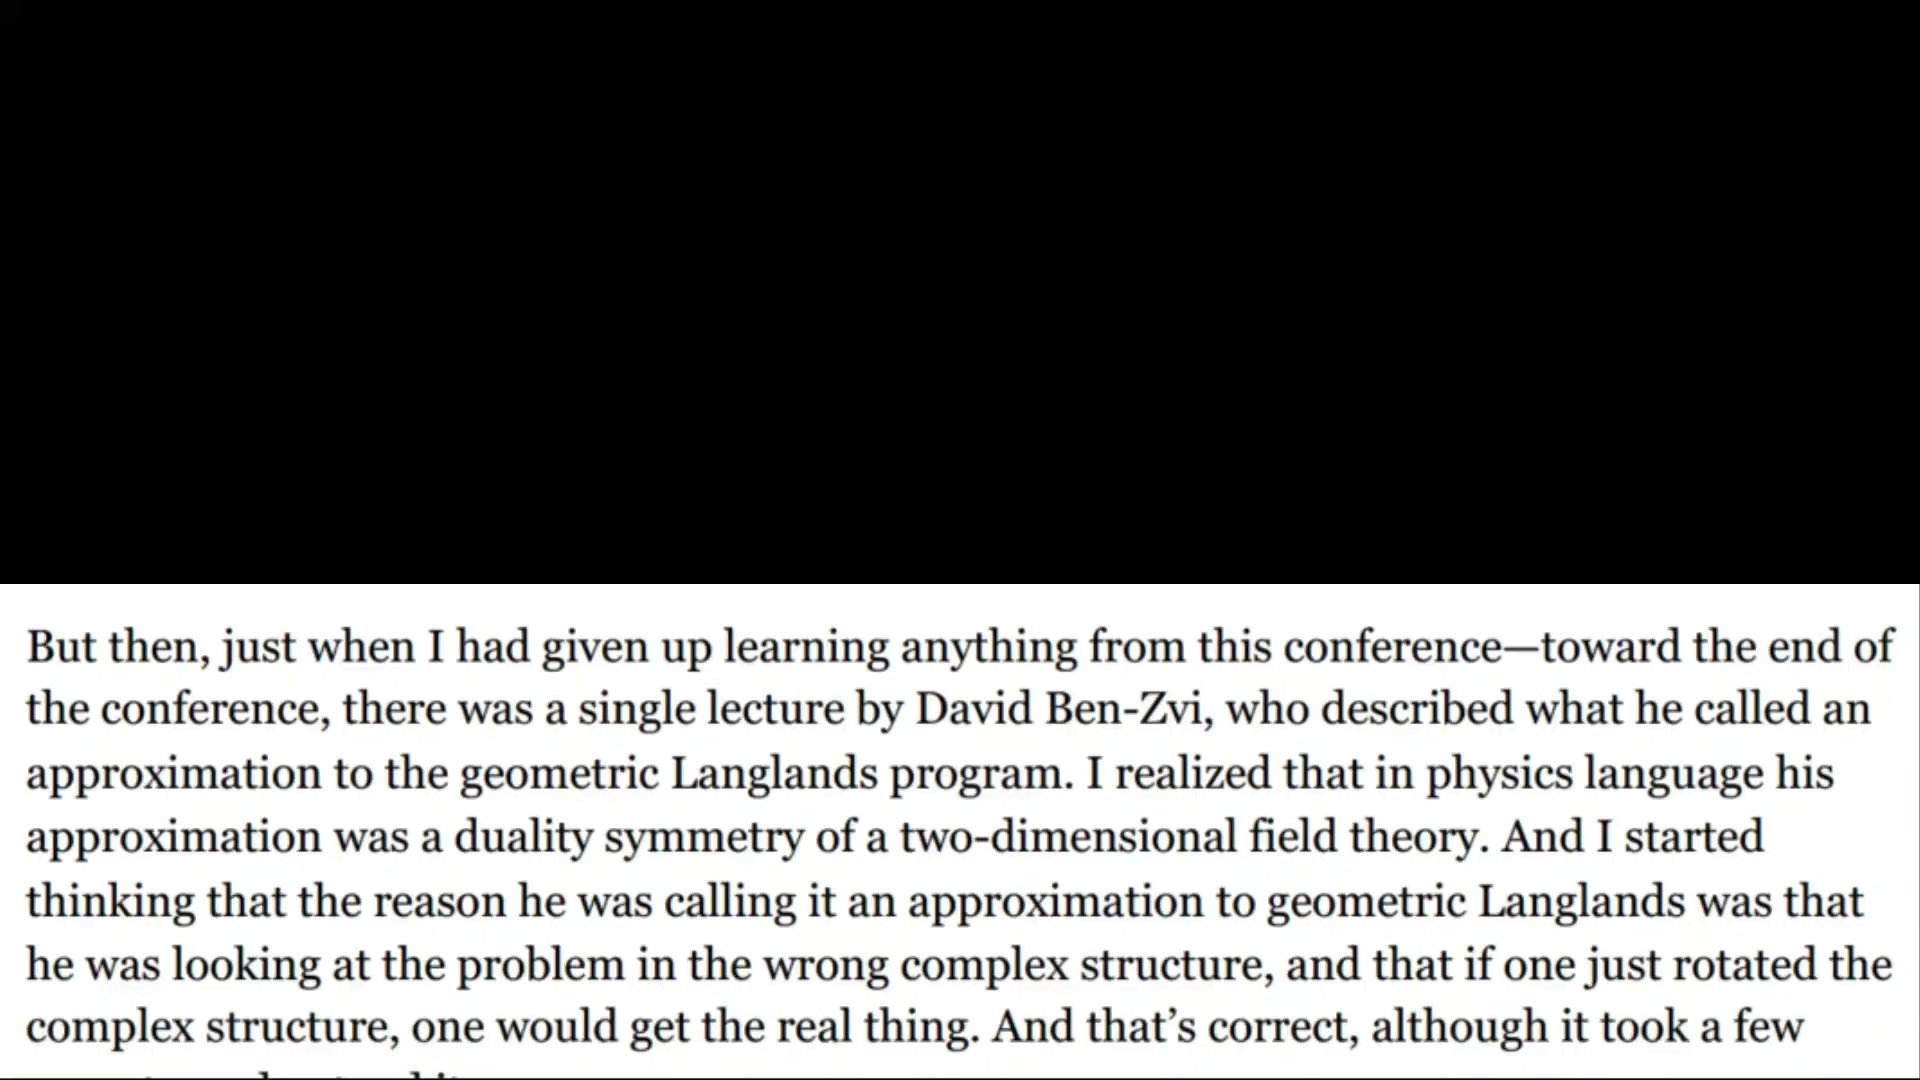 But then, just when I had given up learning anything from this conference—toward the end of
the conference, there was a single lecture by David Ben-Zvi, who described what he called an
approximation to the geometric Langlands program. I realized that in physics language his
approximation was a duality symmetry of a two-dimensional field theory. And I started
thinking that the reason he was calling it an approximation to geometric Langlands was that
he was looking at the problem in the wrong complex structure, and that if one just rotated the
complex structure, one would get the real thing. And that’s correct, although it took a few